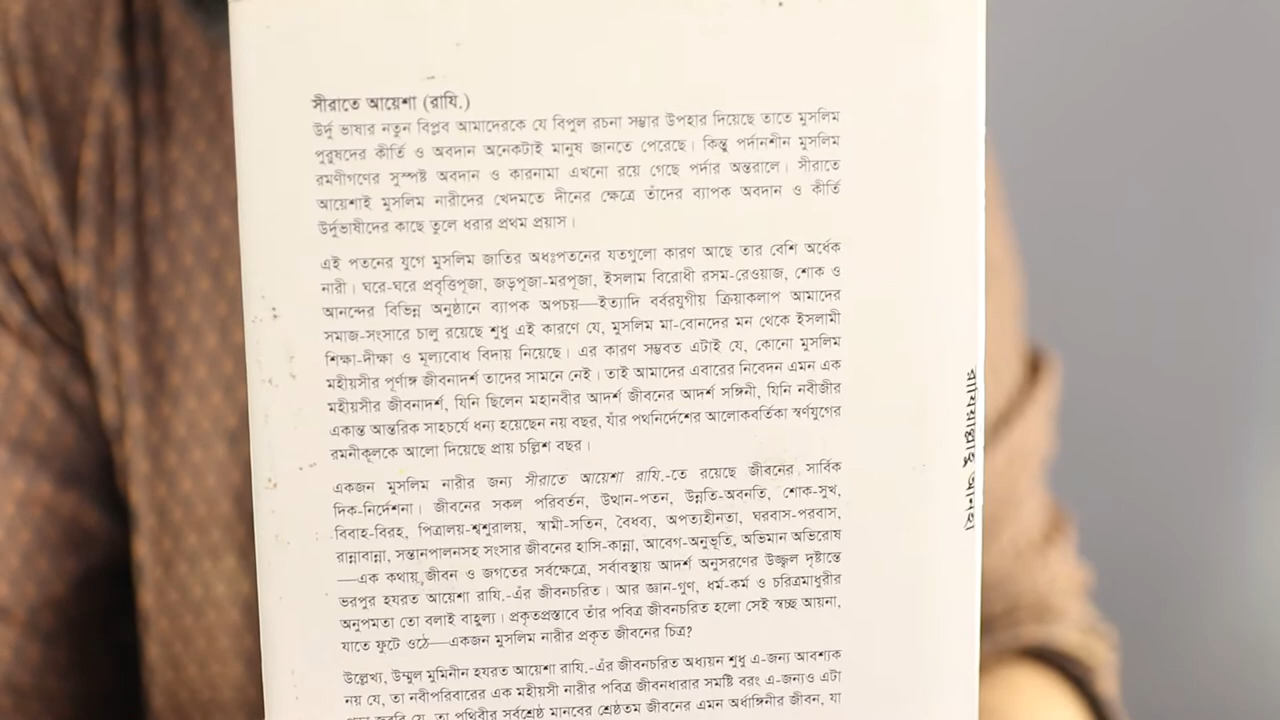 সীরাতে আয়েশা (রাযি.)
উর্দু ভাষার নতুন বিপ্লব আমাদেরকে যে বিপুল রচনা সম্ভার উপহার দিয়েছে তাতে মুসলিম
পুরুষদের কীর্তি ও অবদান অনেকটাই মানুষ জানতে পেরেছে। কিন্তু পর্দানশীন মুসলিম
রমণীগণের সুস্পষ্ট অবদান ও কারনামা এখনো রয়ে গেছে পর্দার অন্তরালে। সীরাতে
আয়েশাই মুসলিম নারীদের খেদমতে দীনের ক্ষেত্রে তাঁদের ব্যাপক অবদান ও কীর্তি
উর্দুভাষীদের কাছে তুলে ধরার প্রথম প্রয়াস।
এই পতনের যুগে মুসলিম জাতির অধঃপতনের যতগুলো কারণ আছে তার বেশি অর্ধেক
নারী। ঘরে-ঘরে প্রবৃত্তিপূজা, জড়পূজা-মরপূজা, ইসলাম বিরোধী রসম-রেওয়াজ, শোক ও
আনন্দের বিভিন্ন অনুষ্ঠানে ব্যাপক অপচয়—ইত্যাদি বর্বরযুগীয় ক্রিয়াকলাপ আমাদের
সমাজ-সংসারে চালু রয়েছে শুধু এই কারণে যে, মুসলিম মা-বোনদের মন থেকে ইসলামী
শিক্ষা-দীক্ষা ও মূল্যবোধ বিদায় নিয়েছে। এর কারণ সম্ভবত এটাই যে, কোনো মুসলিম
মহীয়সীর পূর্ণাঙ্গ জীবনাদর্শ তাদের সামনে নেই। তাই আমাদের এবারের নিবেদন এমন এক
মহীয়সীর জীবনাদর্শ, যিনি ছিলেন মহানবীর আদর্শ জীবনের আদর্শ সঙ্গিনী, যিনি নবীজীর
একান্ত আন্তরিক সাহচর্যে ধন্য হয়েছেন নয় বছর, যাঁর পথনির্দেশের আলোকবর্তিকা স্বর্ণযুগের
রমনীকূলকে আলো দিয়েছে প্রায় চল্লিশ বছর।
একজন মুসলিম নারীর জন্য সীরাতে আয়েশা রাযি.-তে রয়েছে জীবনের সার্বিক
দিক-নির্দেশনা। জীবনের সকল পরিবর্তন, উত্থান-পতন, উন্নতি-অবনতি, শোক-সুখ,
বিবাহ-বিরহ, পিত্রালয়-শ্বশুরালয়, স্বামী-সতিন, বৈধব্য, অপত্যহীনতা, ঘরবাস-পরবাস,
রান্নাবান্না, সন্তানপালনসহ সংসার জীবনের হাসি-কান্না, আবেগ-অনুভূতি, অভিমান অভিরোষ
—এক কথায় জীবন ও জগতের সর্বক্ষেত্রে, সর্বাবস্থায় আদর্শ অনুসরণের উজ্জ্বল দৃষ্টান্তে
ভরপুর হযরত আয়েশা রাযি.-এঁর জীবনচরিত। আর জ্ঞান-গুণ, ধর্ম-কর্ম ও চরিত্রমাধুরীর
অনুপমতা তো বলাই বাহুল্য। প্রকৃতপ্রস্তাবে তাঁর পবিত্র জীবনচরিত হলো সেই স্বচ্ছ আয়না,
যাতে ফুটে ওঠে—একজন মুসলিম নারীর প্রকৃত জীবনের চিত্র?
উল্লেখ্য, উম্মুল মুমিনীন হযরত আয়েশা রাযি.-এঁর জীবনচরিত অধ্যয়ন শুধু এ-জন্য আবশ্যক
নয় যে, তা নবীপরিবারের এক মহীয়সী নারীর পবিত্র জীবনধারার সমষ্টি বরং এ-জন্যও এটা
যে, তা পৃথিবীর সর্বশ্রেষ্ঠ মানবের শ্রেষ্ঠতম জীবনের এমন অর্ধাঙ্গিনীর জীবন, যা
রাযিয়াল্লাহু আনহা